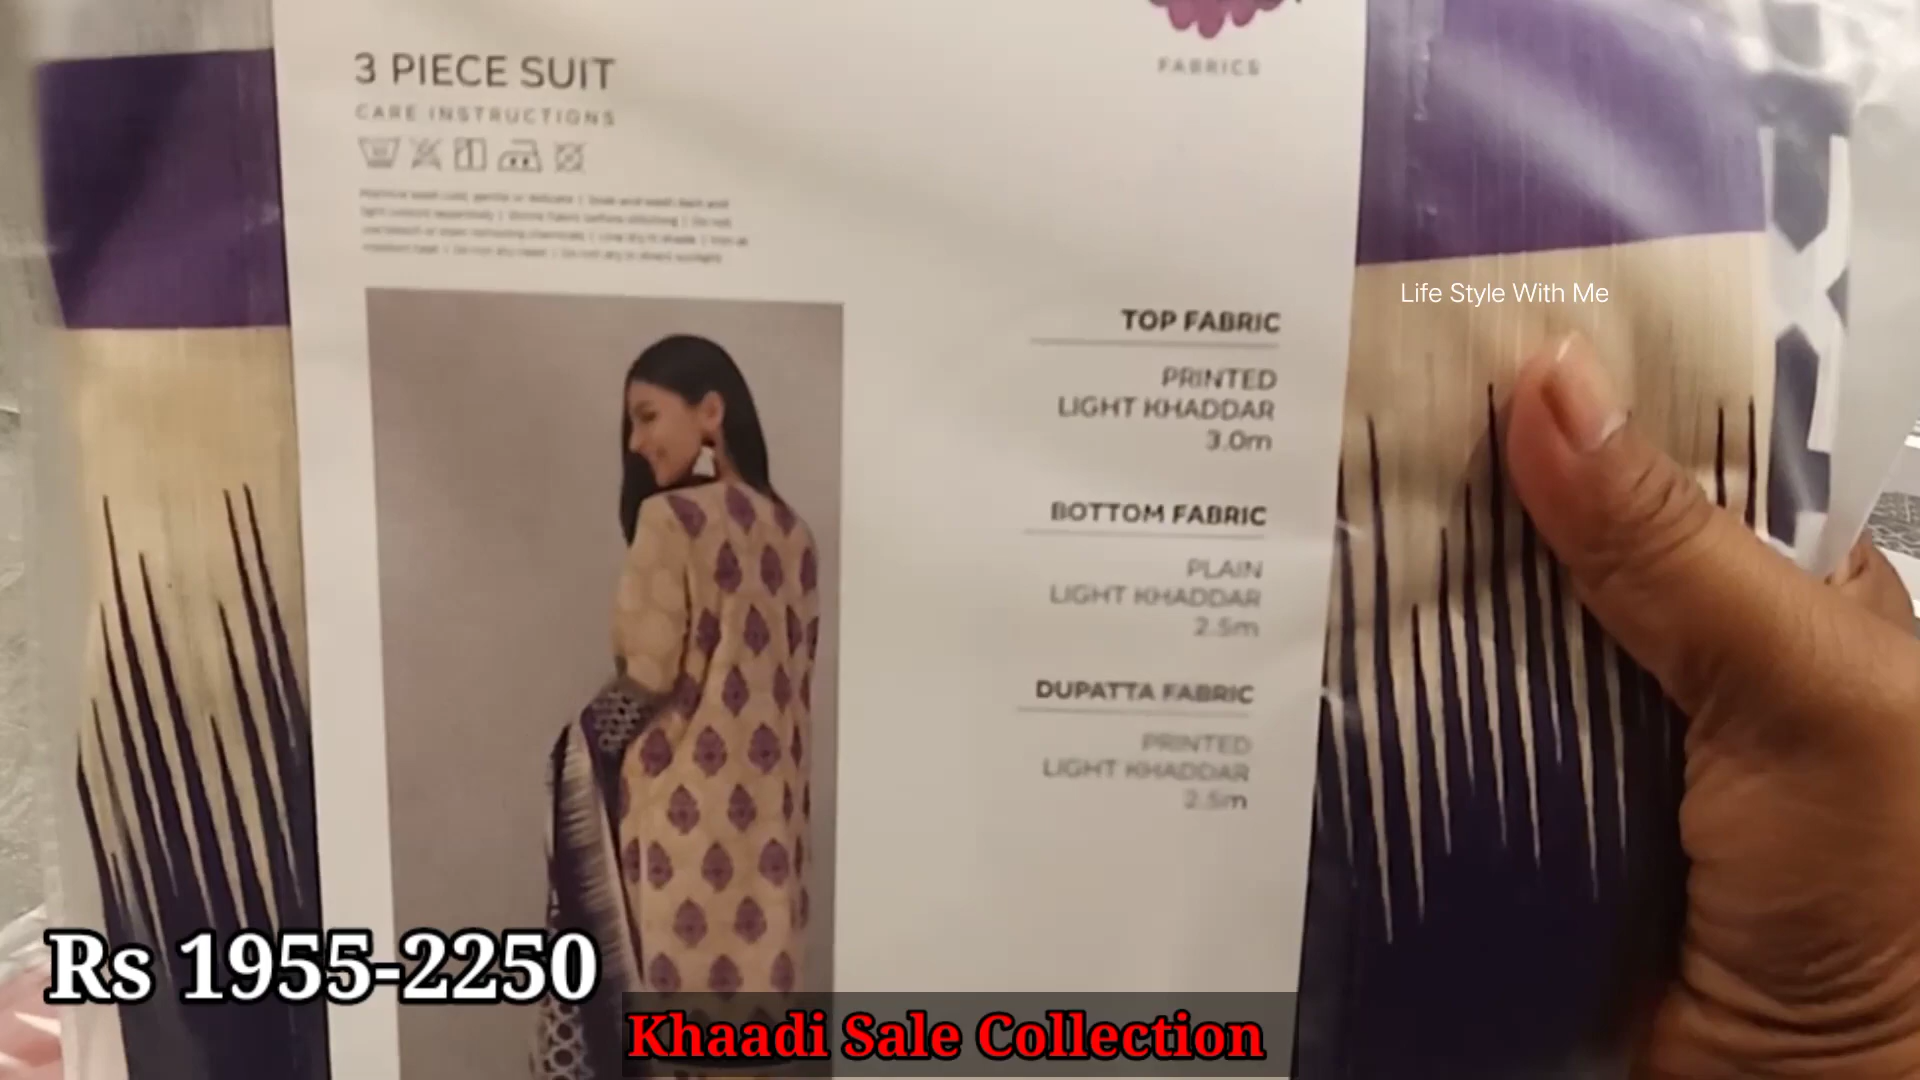 3 PIECE SUIT
CARE INSTRUCTIONS
FABRICS
Life Style With Me
TOP FABRIC
PRINTED
LIGHT KHADDAR
3.0m
BOTTOM FABRIC
PLAIN
LIGHT KHADDAR
2.5m
DUPATTA FABRIC
PRINTED
LIGHT KHADDAR
2.5m
Rs 1955-2250
Khaadi Sale Collection